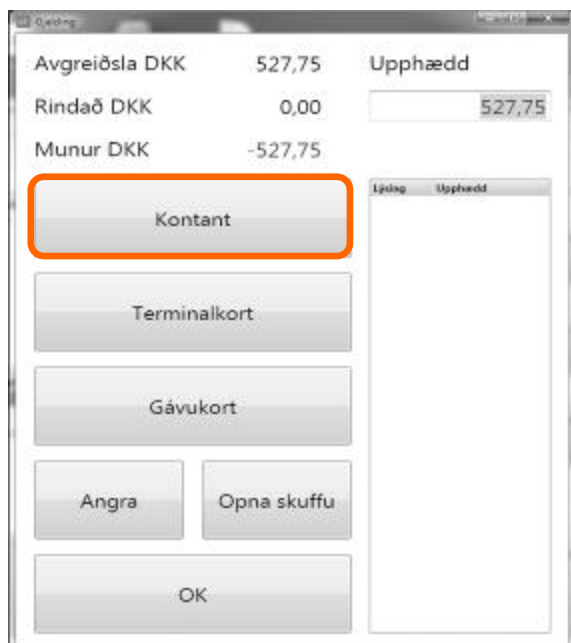 Gjelding
Avgreiðsla DKK 527,75 Upphædd
Rindað DKK 0,00 527,75
Munur DKK -527,75
Lýsing Upphædd
Kontant
Terminalkort
Gávukort
Angra Opna skuffu
OK